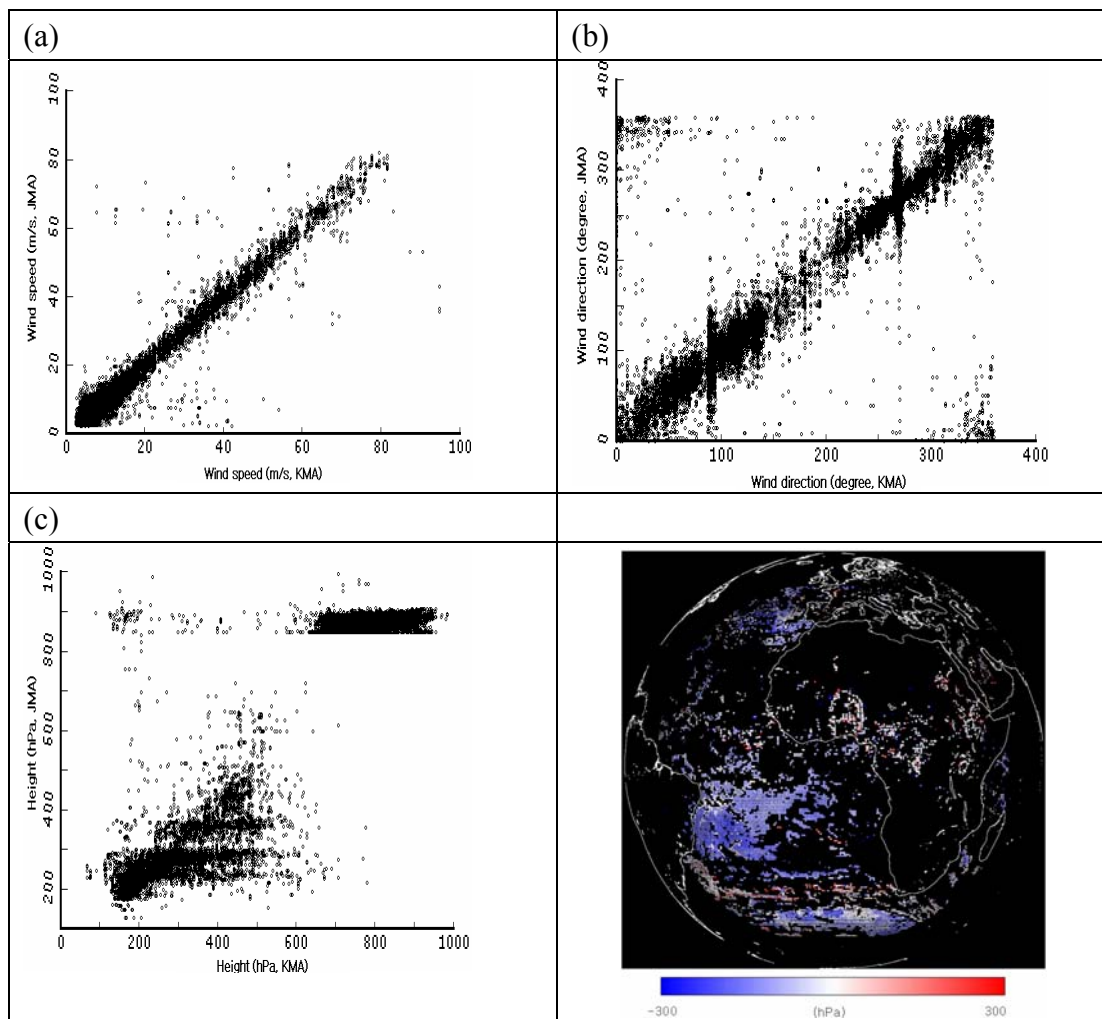 (a)
(b)
Wind speed (m/s, JMA)
100
80
60
40
20
0
0 20 40 60 80 100
Wind speed (m/s, KMA)
Wind direction (degree, JMA)
400
300
200
100
0
0 100 200 300 400
Wind direction (degree, KMA)
(c)
Height (hPa, JMA)
1000
800
600
400
200
0 200 400 600 800 1000
Height (hPa, KMA)
-300 (hPa) 300